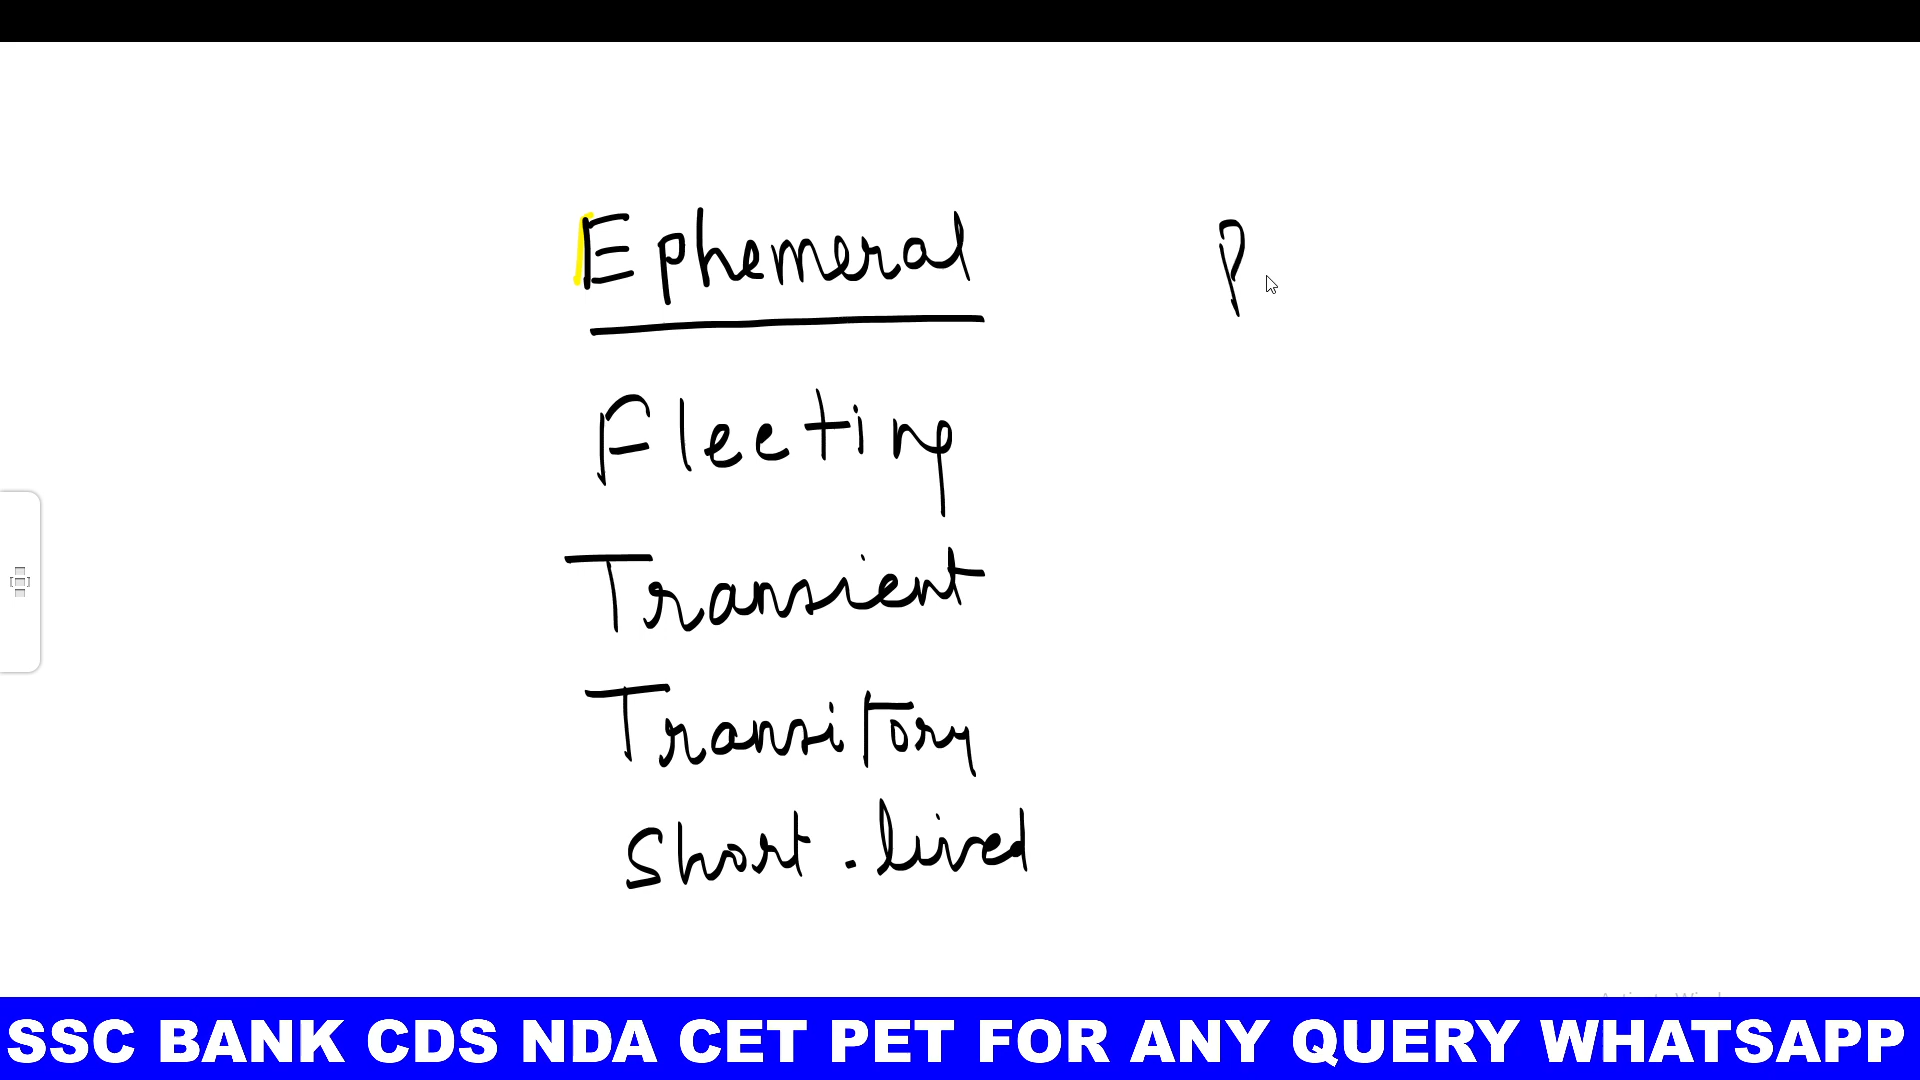 Ephemeral P
Fleeting
Transient
Transitory
Short-lived
SSC BANK CDS NDA CET PET FOR ANY QUERY WHATSAPP